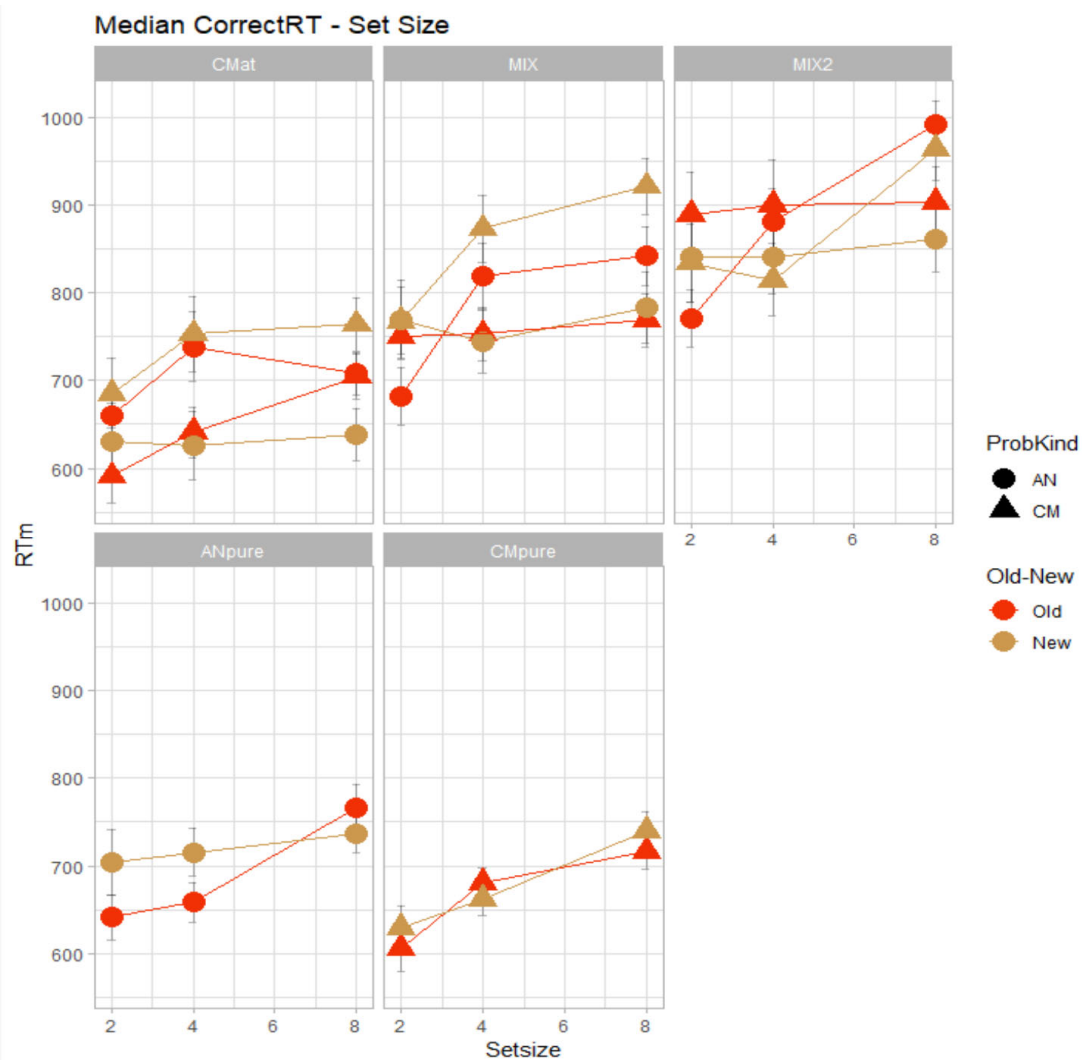 Median CorrectRT - Set Size
CMat MIX MIX2
1000
900
800
700
600
2 4 6 8
ANpure CMpure
1000
900
800
700
600
2 4 6 8 2 4 6 8
Setsize
RTm
ProbKind
AN
CM
Old-New
Old
New